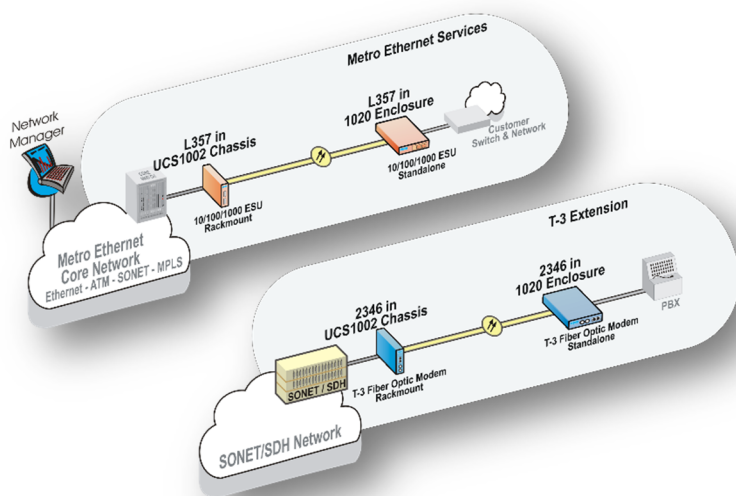 Metro Ethernet Services
Network
Manager
L357 in
1020 Enclosure
L357 in
UCS1002 Chassis
Customer
Switch & Network
10/100/1000 ESU
Standalone
10/100/1000 ESU
Rackmount
Metro Ethernet
Core Network
Ethernet - ATM - SONET - MPLS
T-3 Extension
2346 in
1020 Enclosure
2346 in
UCS1002 Chassis
PBX
T-3 Fiber Optic Modem
Standalone
SONET / SDH
T-3 Fiber Optic Modem
Rackmount
SONET/SDH Network